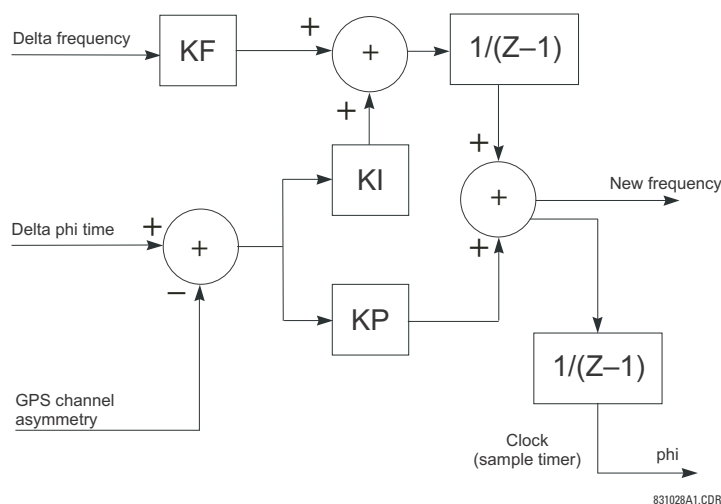 Delta frequency
KF
+
+
+
1/(Z–1)
KI
+
+
New frequency
Delta phi time
+
+
–
+
KP
1/(Z–1)
GPS channel
asymmetry
Clock
(sample timer)
phi
831028A1.CDR